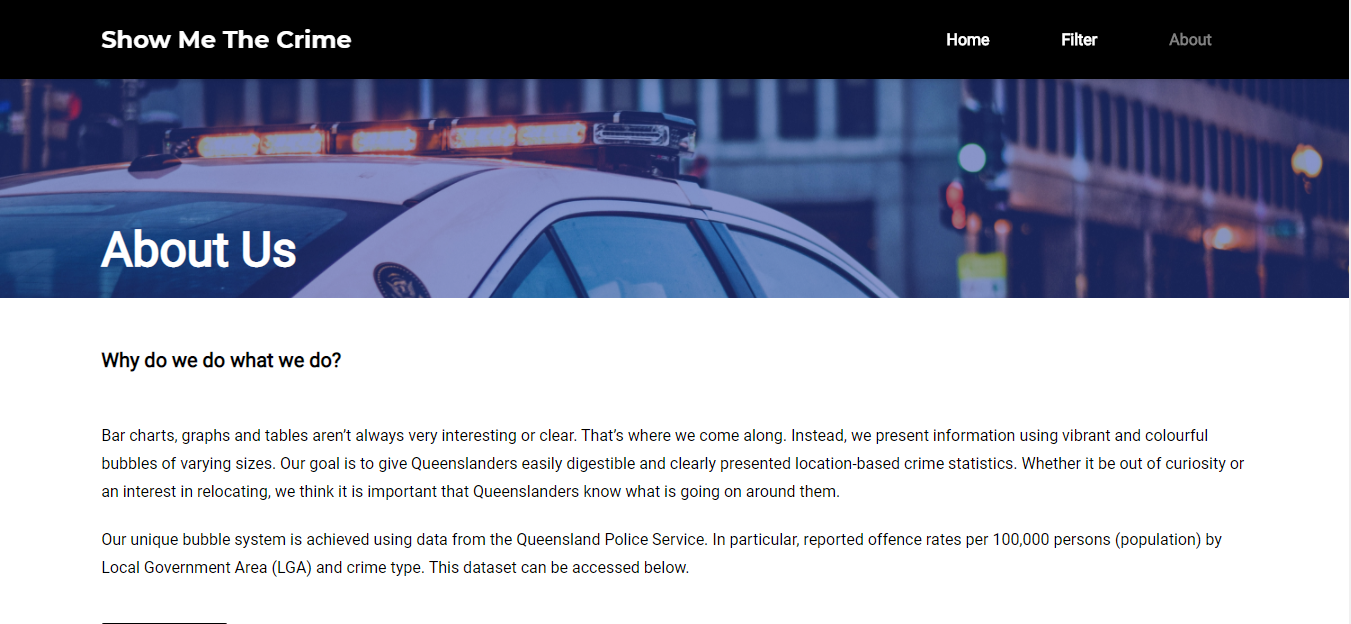 Show Me The Crime
Home Filter About
About Us
Why do we do what we do?
Bar charts, graphs and tables aren’t always very interesting or clear. That’s where we come along. Instead, we present information using vibrant and colourful
bubbles of varying sizes. Our goal is to give Queenslanders easily digestible and clearly presented location-based crime statistics. Whether it be out of curiosity or
an interest in relocating, we think it is important that Queenslanders know what is going on around them.
Our unique bubble system is achieved using data from the Queensland Police Service. In particular, reported offence rates per 100,000 persons (population) by
Local Government Area (LGA) and crime type. This dataset can be accessed below.